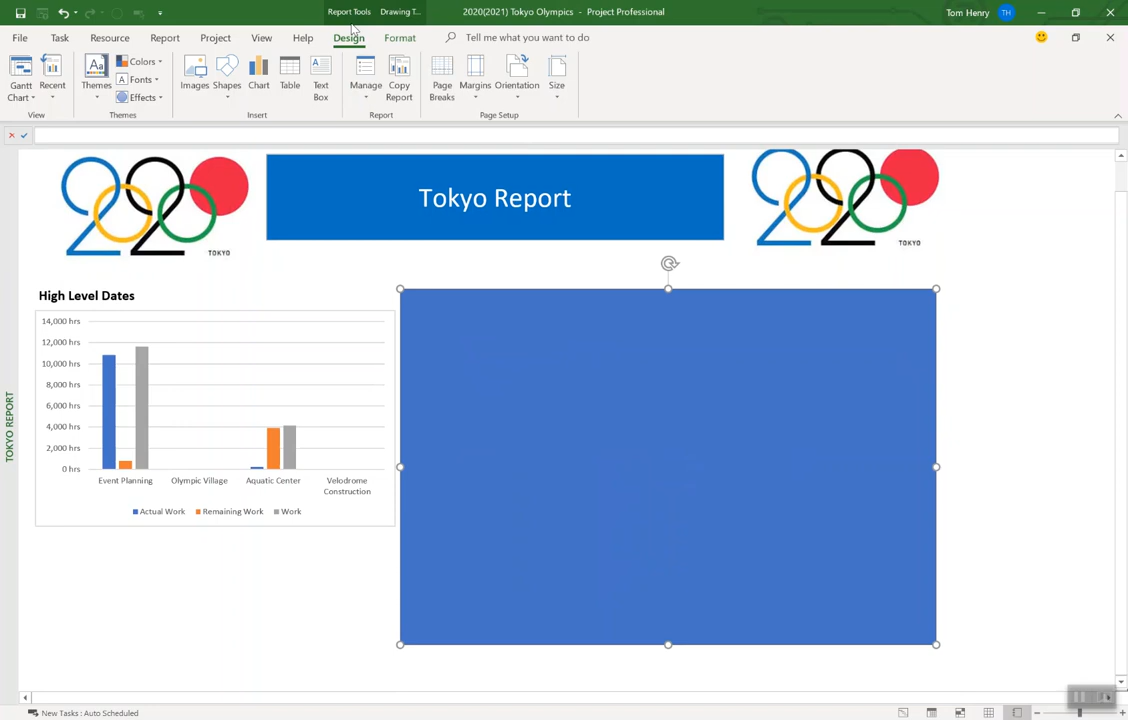 Report Tools Drawing T... 2020(2021) Tokyo Olympics - Project Professional Tom Henry TH
File Task Resource Report Project View Help Design Format Tell me what you want to do
Gantt Chart Recent Themes Colors Fonts Effects Images Shapes Chart Table Text Box Manage Copy Report Page Breaks Margins Orientation Size
View Themes Insert Report Page Setup
Tokyo Report
2020 TOKYO
2020 TOKYO
TOKYO REPORT
High Level Dates
14,000 hrs
12,000 hrs
10,000 hrs
8,000 hrs
6,000 hrs
4,000 hrs
2,000 hrs
0 hrs
Event Planning Olympic Village Aquatic Center Velodrome Construction
Actual Work Remaining Work Work
New Tasks : Auto Scheduled